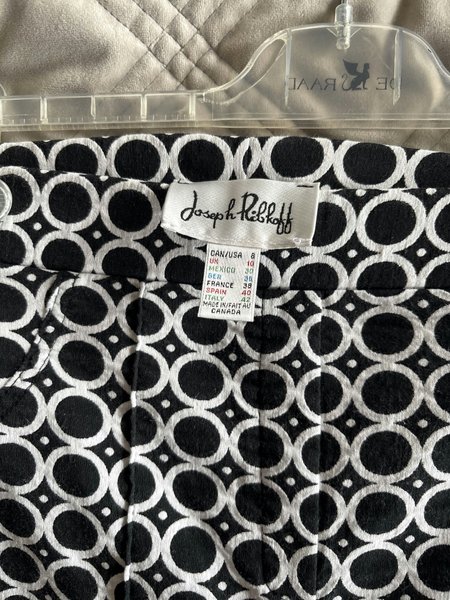 Joseph Ribkoff
CAN/USA 8
UK 10
MEXICO 30
GER 36
FRANCE 38
SPAIN 40
ITALY 42
MADE IN/FAIT AU
CANADA